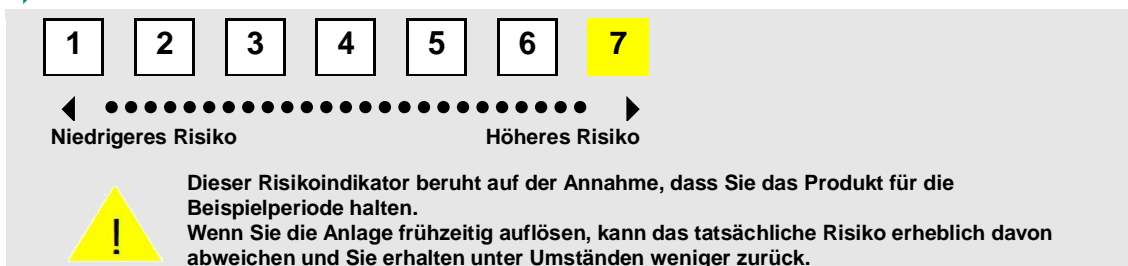 1 2 3 4 5 6 7
Niedrigeres Risiko Höheres Risiko
Dieser Risikoindikator beruht auf der Annahme, dass Sie das Produkt für die
Beispielperiode halten.
! Wenn Sie die Anlage frühzeitig auflösen, kann das tatsächliche Risiko erheblich davon
abweichen und Sie erhalten unter Umständen weniger zurück.